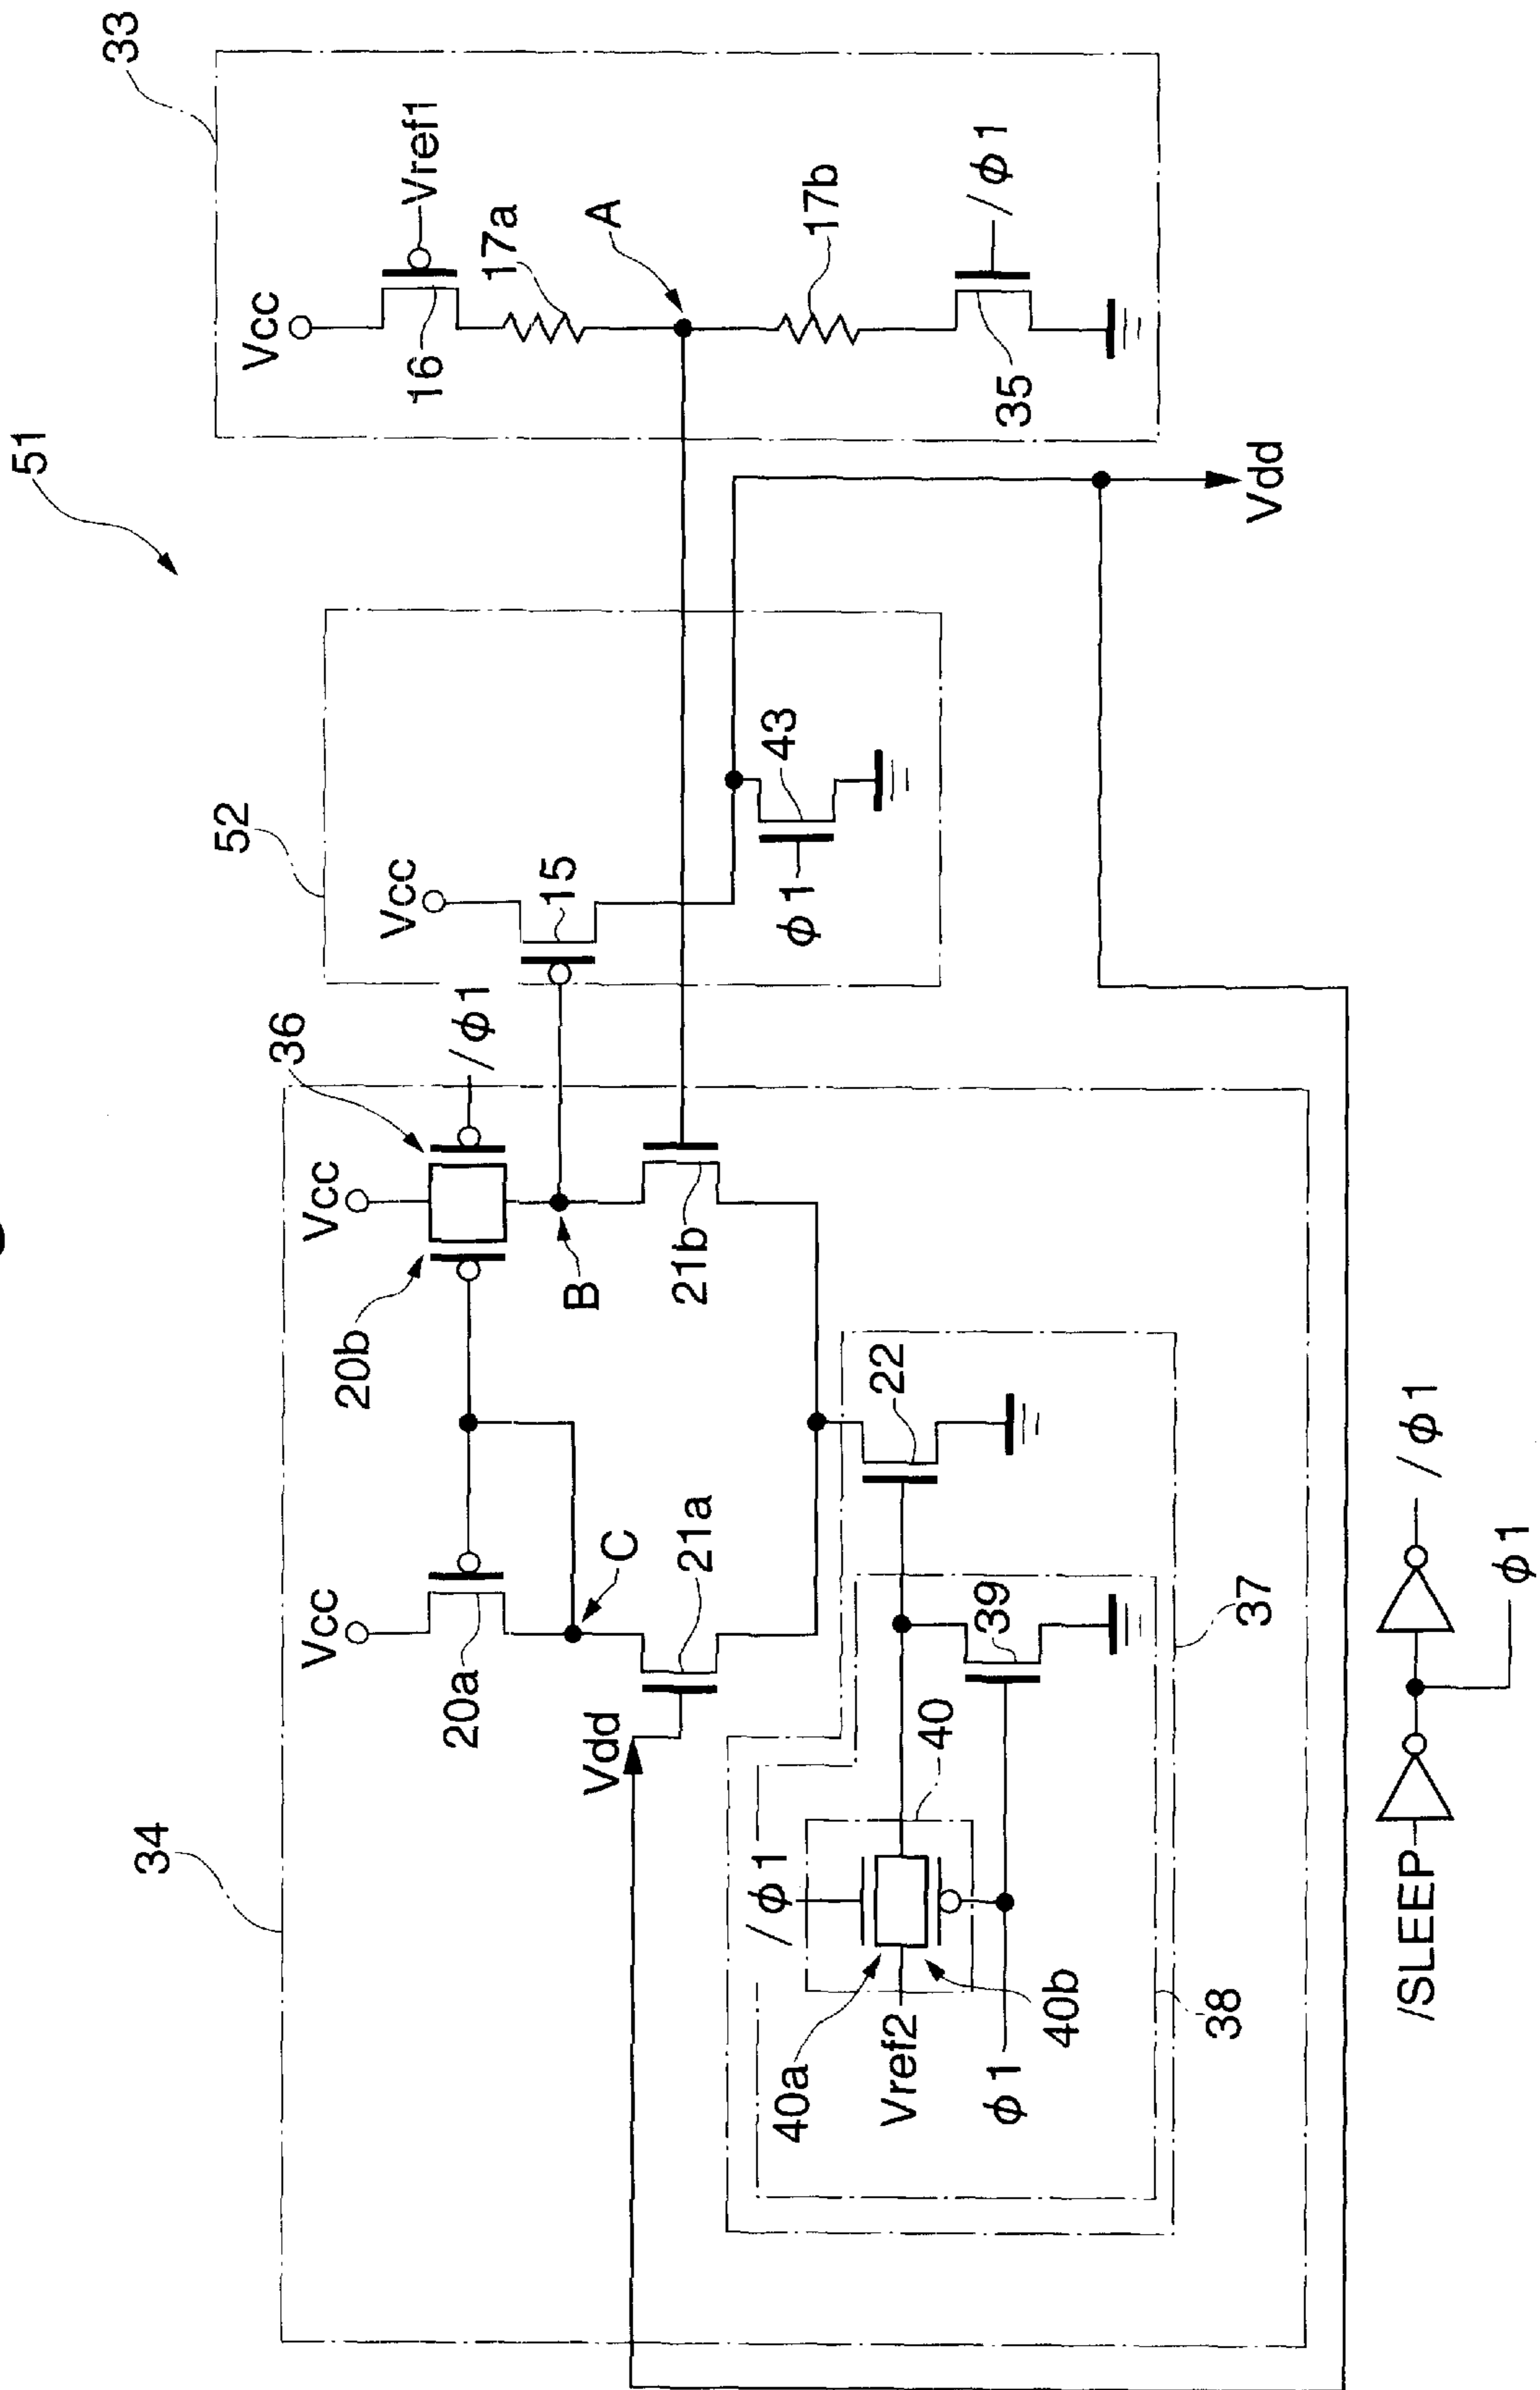 51
34
52
33
Vcc
20a
C
Vdd
21a
Vcc
36
/φ1
20b
B
21b
Vcc
15
φ1
43
Vcc
Vref1
16
17a
A
17b
/φ1
35
Vdd
22
39
40
/φ1
40a
Vref2
40b
φ1
38
37
/SLEEP
/φ1
φ1